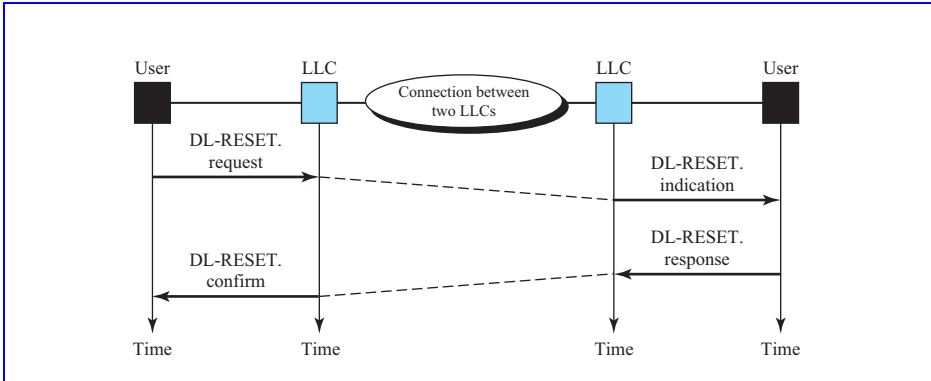 User
LLC
LLC
User
Connection between
two LLCs
DL-RESET.
request
DL-RESET.
indication
DL-RESET.
response
DL-RESET.
confirm
Time
Time
Time
Time